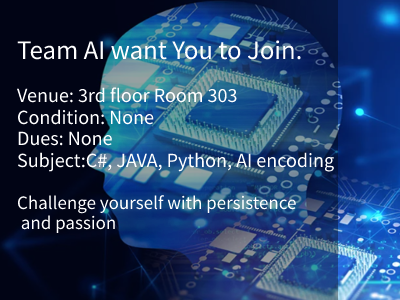 Team AI want You to Join.
Venue: 3rd floor Room 303
Condition: None
Dues: None
Subject:C#, JAVA, Python, AI encoding
Challenge yourself with persistence
and passion